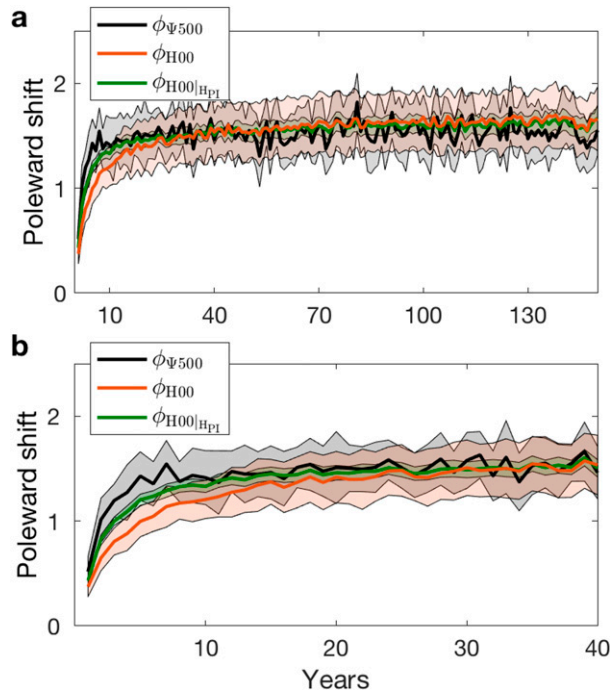 a
ϕΨ500
ϕH00
ϕH00|HPI
Poleward shift
2
1
0
10 40 70 100 130
b
ϕΨ500
ϕH00
ϕH00|HPI
Poleward shift
2
1
0
10 20 30 40
Years